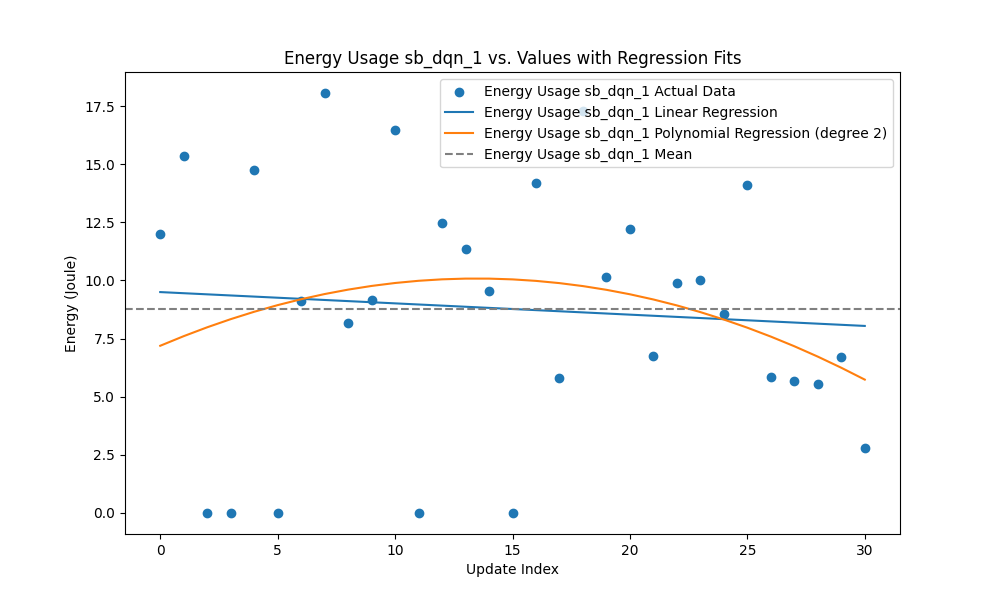 Energy Usage sb_dqn_1 vs. Values with Regression Fits
Energy Usage sb_dqn_1 Actual Data
Energy Usage sb_dqn_1 Linear Regression
Energy Usage sb_dqn_1 Polynomial Regression (degree 2)
Energy Usage sb_dqn_1 Mean
Energy (Joule)
17.5
15.0
12.5
10.0
7.5
5.0
2.5
0.0
0 5 10 15 20 25 30
Update Index